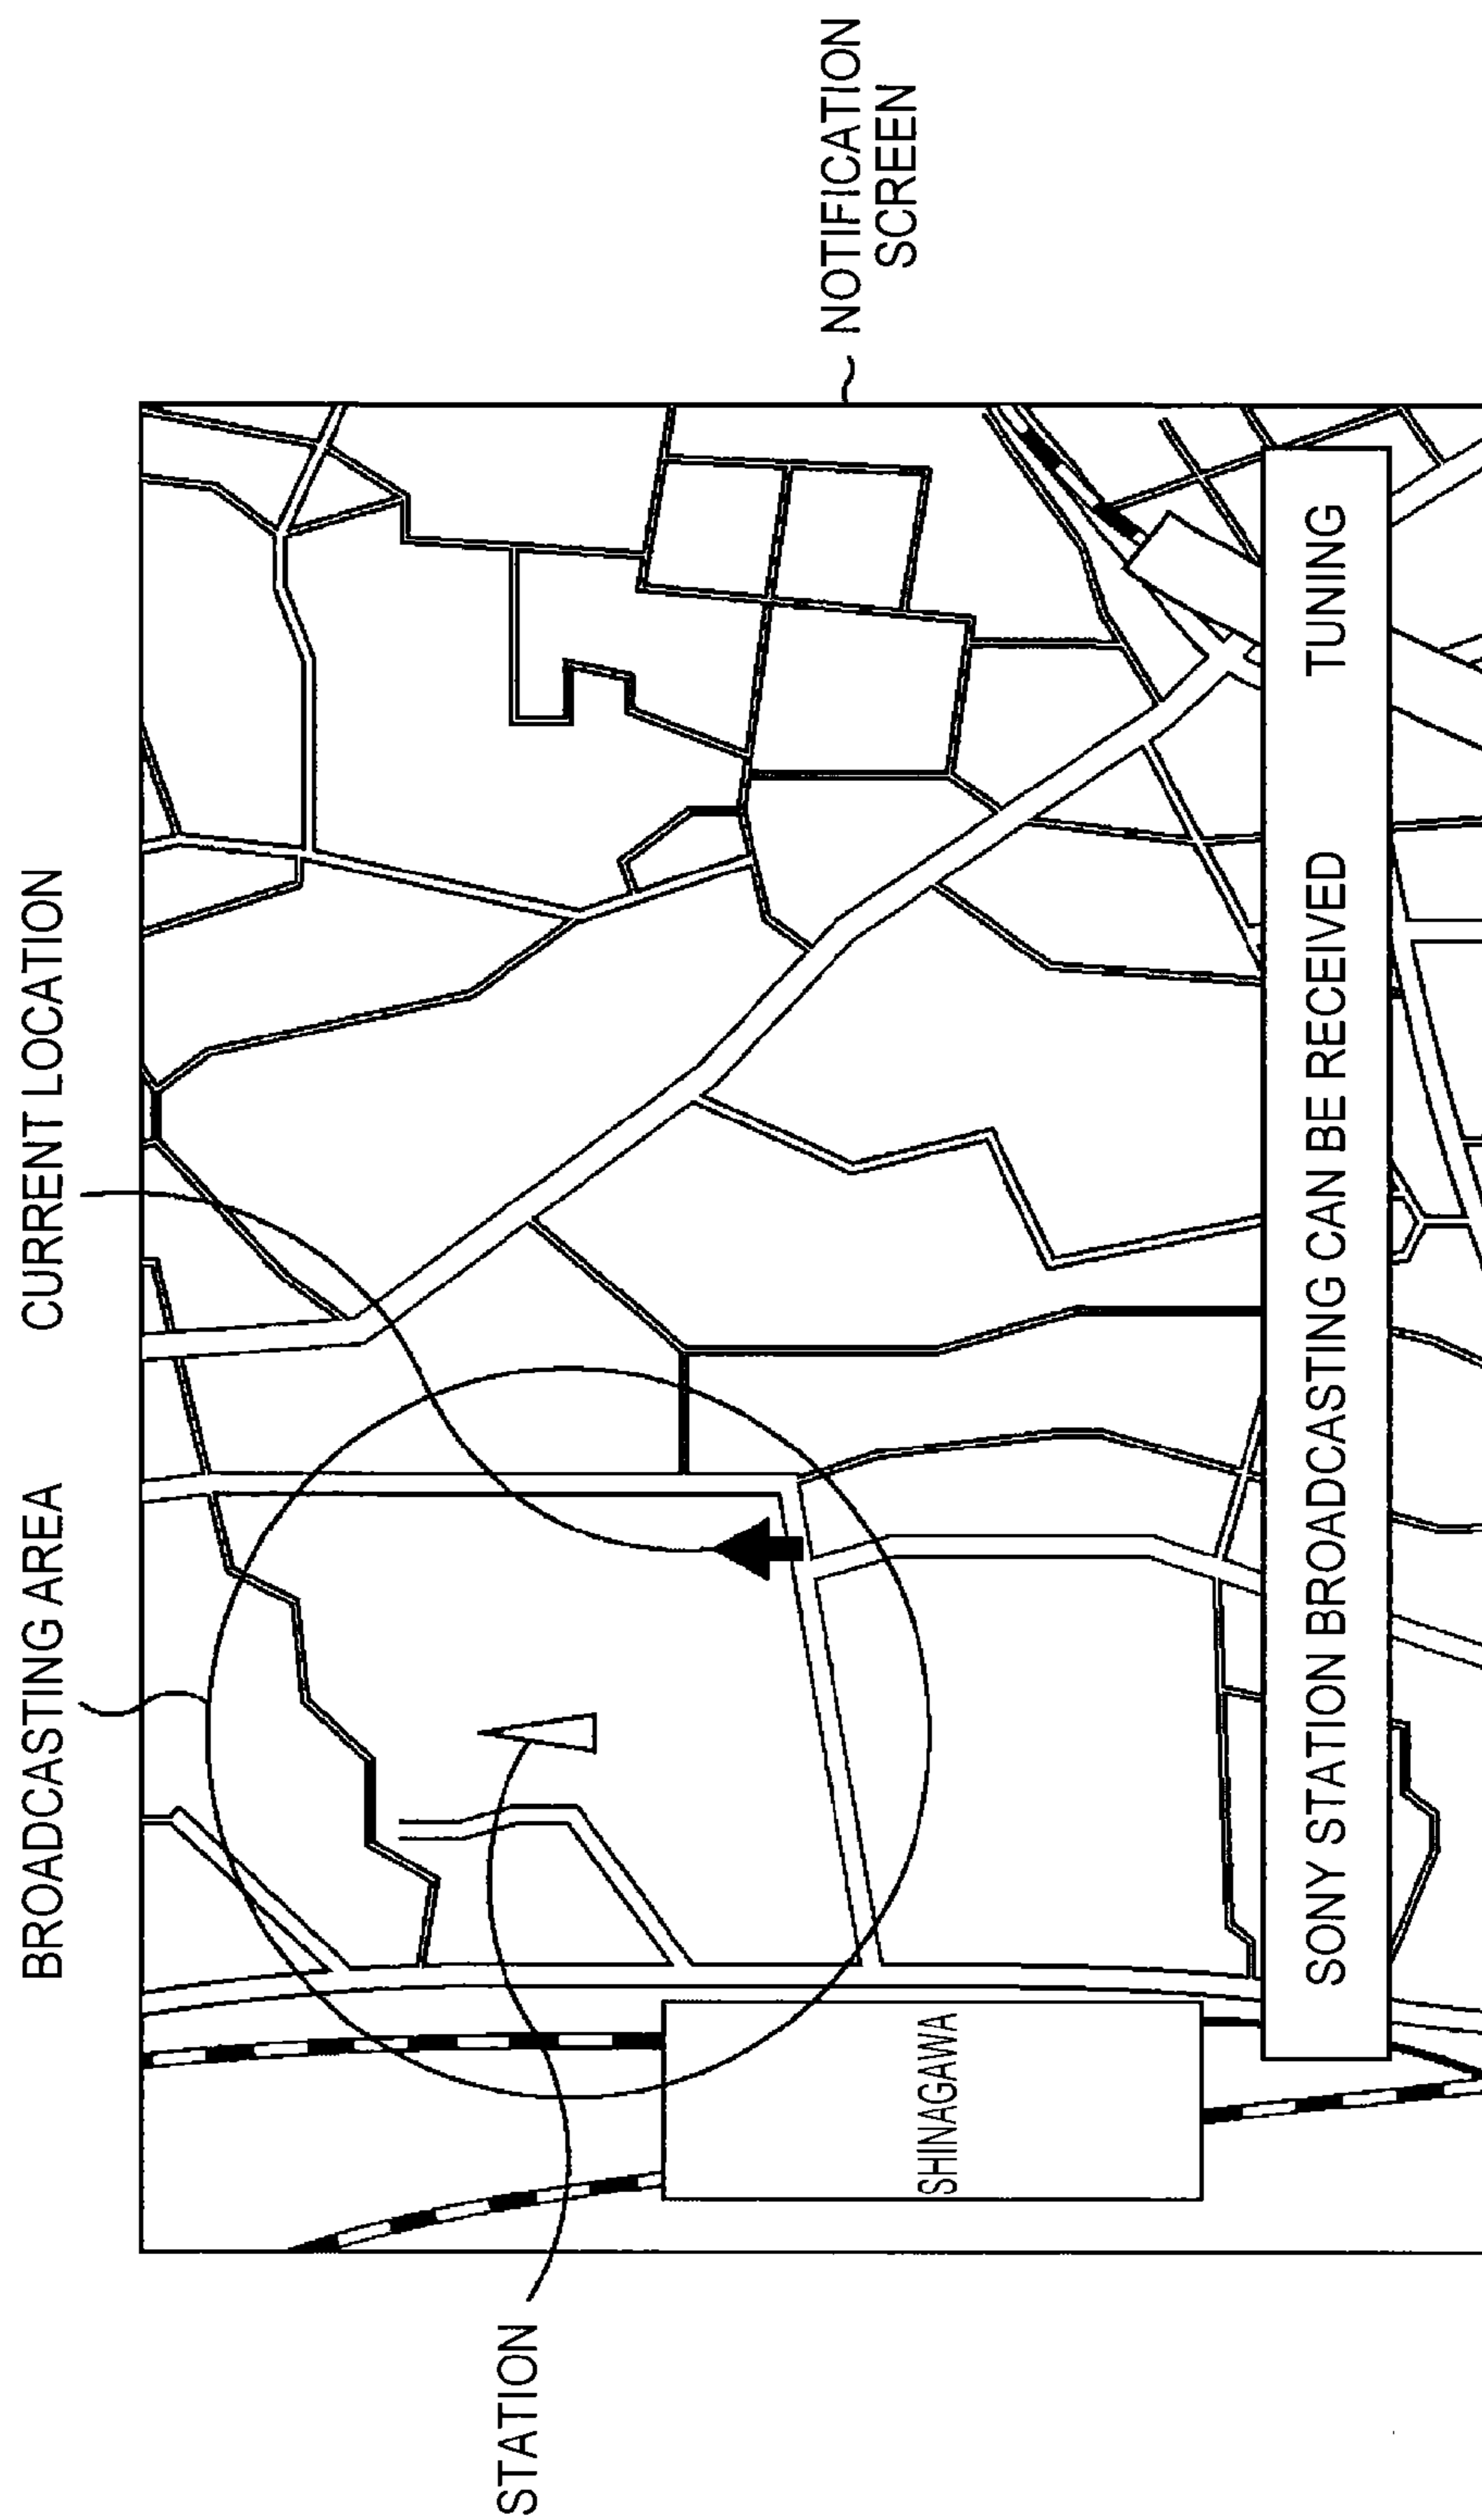 BROADCASTING AREA
CURRENT LOCATION
STATION
NOTIFICATION
SCREEN
SHINAGAWA
SONY STATION BROADCASTING CAN BE RECEIVED TUNING